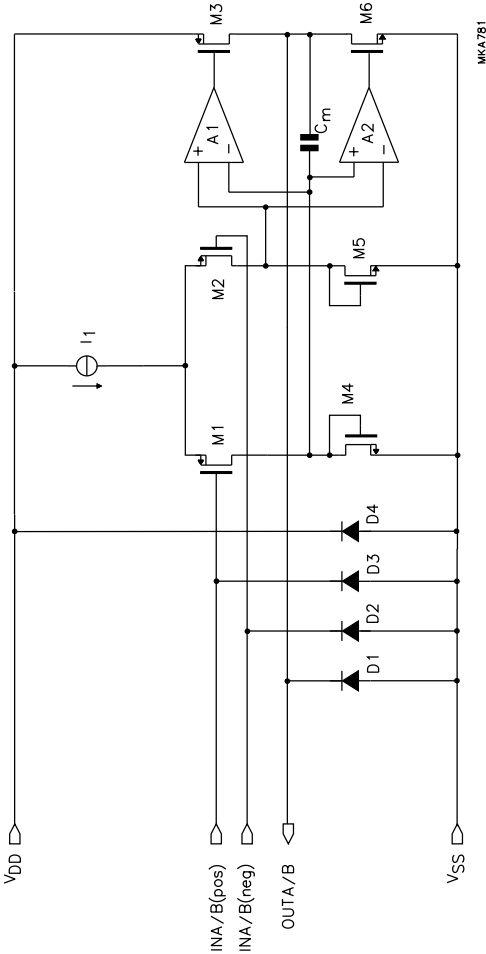 VDD
INA/B(pos)
INA/B(neg)
OUTA/B
VSS
I1
M1
M2
M3
M4
M5
M6
A1
+
−
A2
+
−
Cm
D1
D2
D3
D4
MKA781